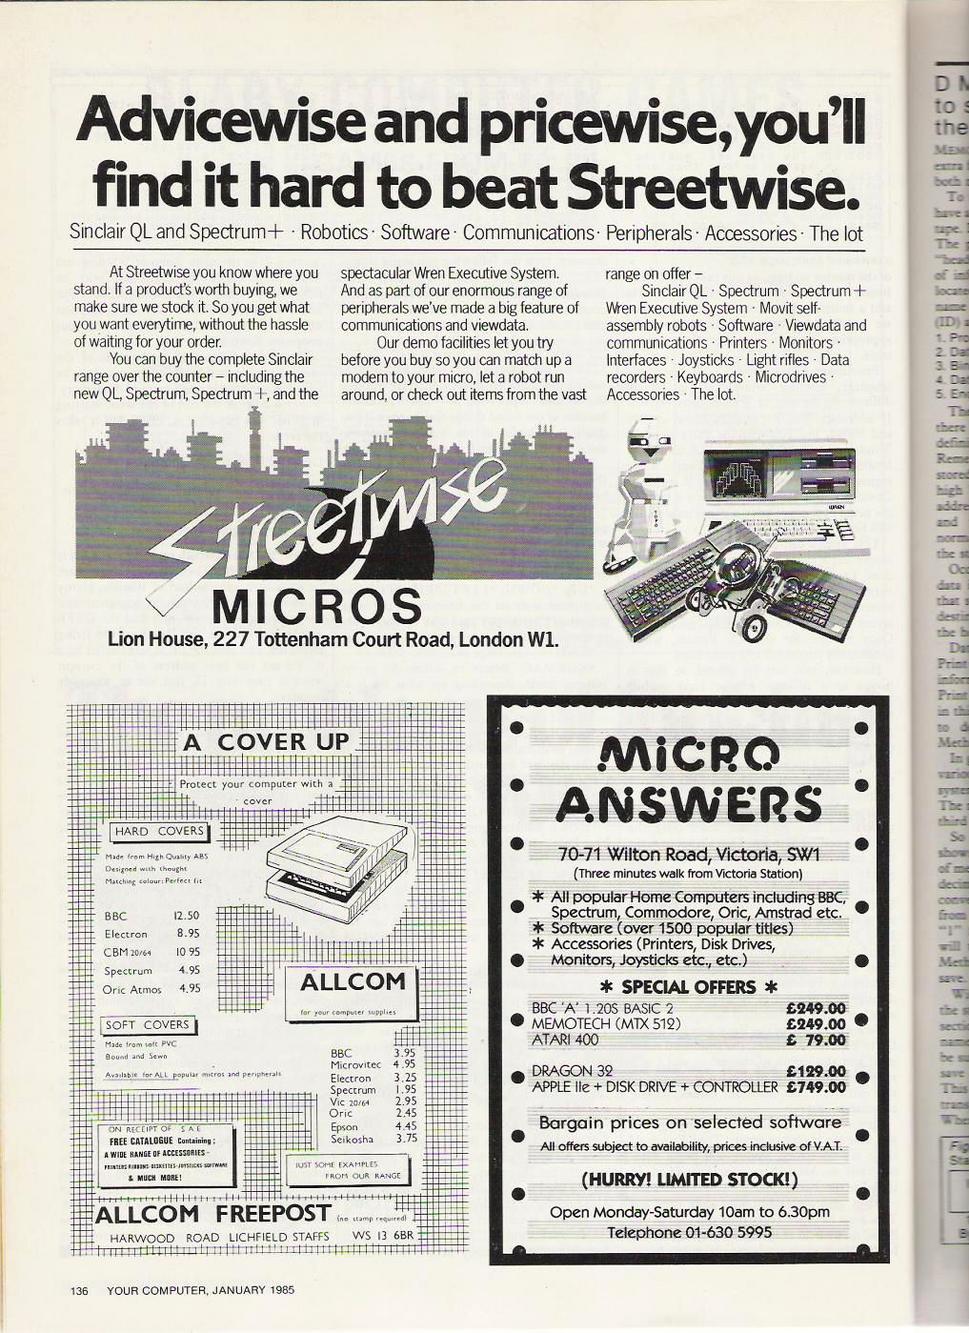 Advicewise and pricewise, you'll
find it hard to beat Streetwise.
Sinclair QL and Spectrum+ · Robotics · Software · Communications · Peripherals · Accessories · The lot
At Streetwise you know where you
stand. If a product's worth buying, we
make sure we stock it. So you get what
you want everytime, without the hassle
of waiting for your order.
You can buy the complete Sinclair
range over the counter – including the
new QL, Spectrum, Spectrum+, and the
spectacular Wren Executive System.
And as part of our enormous range of
peripherals we've made a big feature of
communications and viewdata.
Our demo facilities let you try
before you buy so you can match up a
modem to your micro, let a robot run
around, or check out items from the vast
range on offer –
Sinclair QL · Spectrum · Spectrum+
Wren Executive System · Movit self-
assembly robots · Software · Viewdata and
communications · Printers · Monitors ·
Interfaces · Joysticks · Light rifles · Data
recorders · Keyboards · Microdrives ·
Accessories · The lot.
Streetwise
MICROS
Lion House, 227 Tottenham Court Road, London W1.
WREN
A COVER UP
Protect your computer with a
cover
HARD COVERS
Made from High Quality ABS
Designed with thought
Matching colour: Perfect fit
BBC 12.50
Electron 8.95
CBM 20/64 10 95
Spectrum 4.95
Oric Atmos 4.95
ALLCOM
for your computer supplies
SOFT COVERS
Made from soft PVC
Bound and Sewn
Available for ALL popular micros and peripherals
BBC 3.95
Microvitec 4.95
Electron 3.25
Spectrum 1.95
Vic 20/64 2.95
Oric 2.45
Epson 4.45
Seikosha 3.75
ON RECEIPT OF S A E
FREE CATALOGUE Containing;
A WIDE RANGE OF ACCESSORIES-
PRINTERS·RIBBONS·DISKETTES·JOYSTICKS·SOFTWARE
& MUCH MORE!
JUST SOME EXAMPLES
FROM OUR RANGE
ALLCOM FREEPOST (no stamp required)
HARWOOD ROAD LICHFIELD STAFFS WS 13 6BR
MiCRO
ANSWERS
70-71 Wilton Road, Victoria, SW1
(Three minutes walk from Victoria Station)
* All popular Home Computers including BBC,
Spectrum, Commodore, Oric, Amstrad etc.
* Software (over 1500 popular titles)
* Accessories (Printers, Disk Drives,
Monitors, Joysticks etc., etc.)
* SPECIAL OFFERS *
BBC 'A' 1.20S BASIC 2 £249.00
MEMOTECH (MTX 512) £249.00
ATARI 400 £ 79.00
DRAGON 32 £129.00
APPLE IIe + DISK DRIVE + CONTROLLER £749.00
Bargain prices on selected software
All offers subject to availability, prices inclusive of V.A.T.
(HURRY! LIMITED STOCK!)
Open Monday-Saturday 10am to 6.30pm
Telephone 01-630 5995
136 YOUR COMPUTER, JANUARY 1985